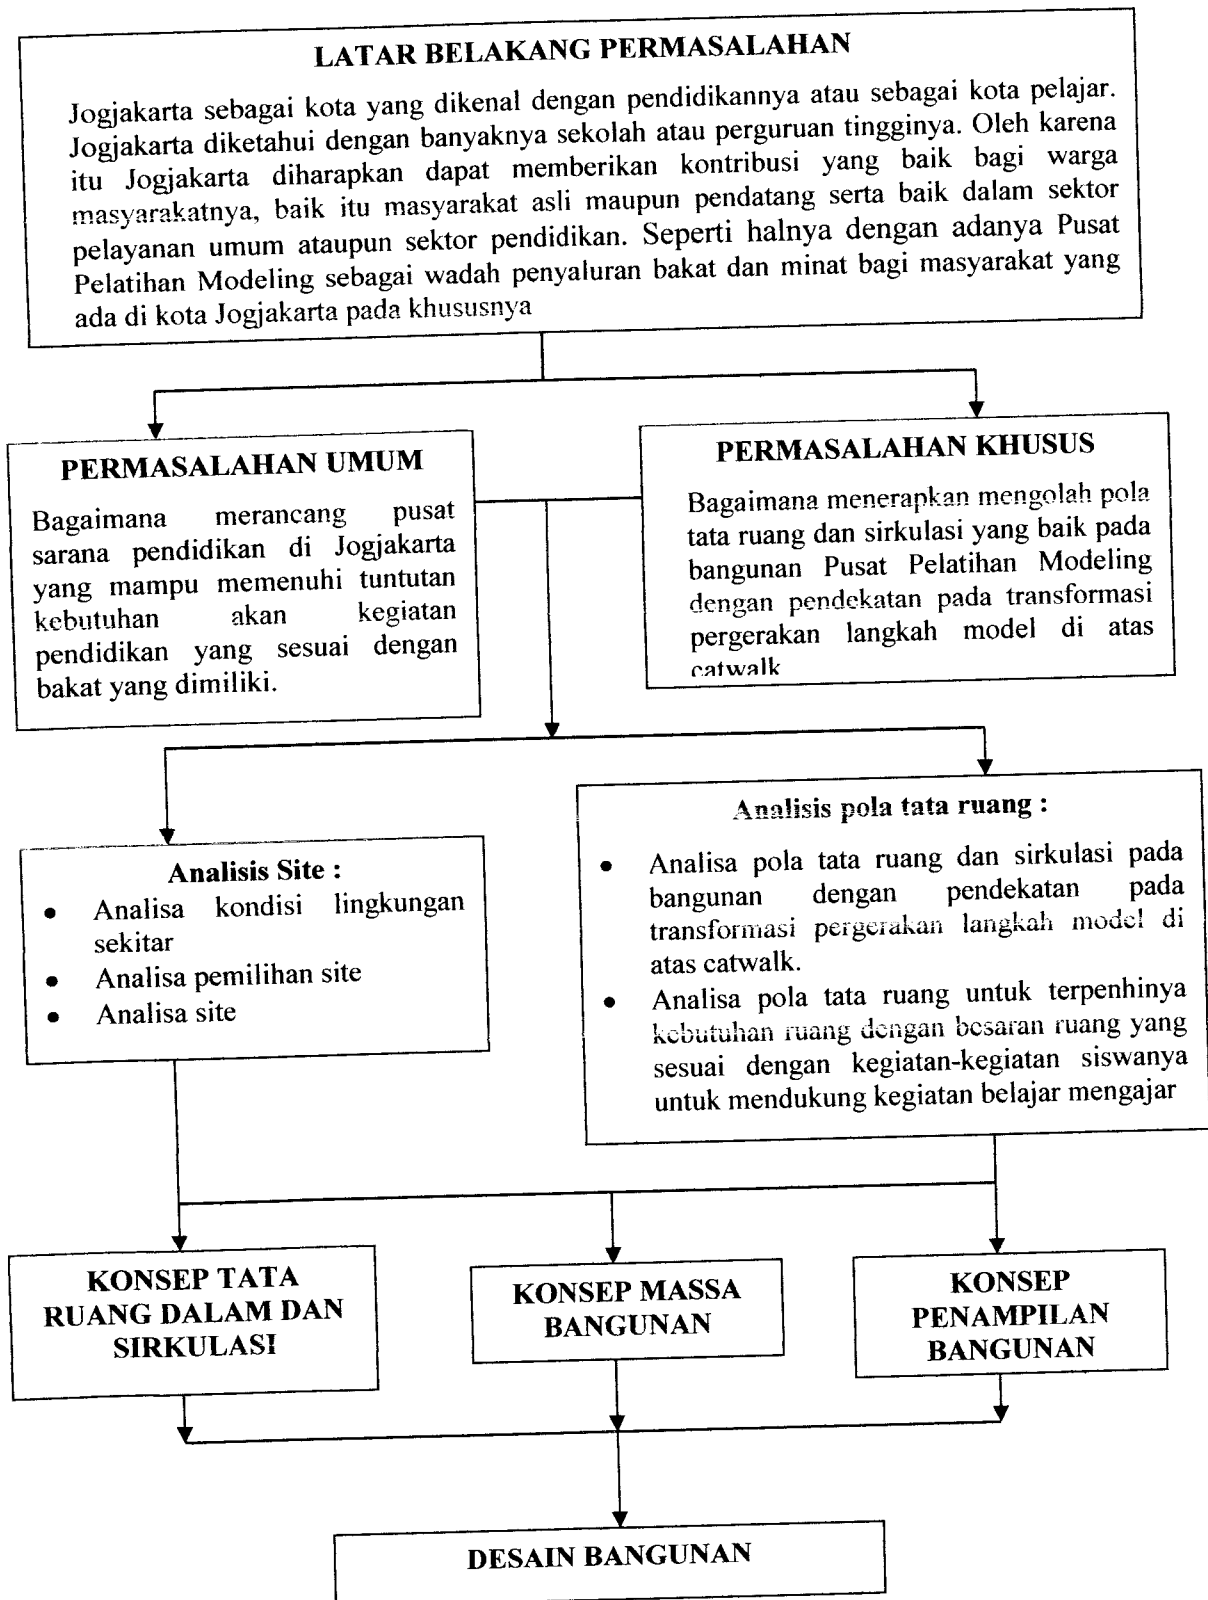 LATAR BELAKANG PERMASALAHAN
Jogjakarta sebagai kota yang dikenal dengan pendidikannya atau sebagai kota pelajar.
Jogjakarta diketahui dengan banyaknya sekolah atau perguruan tingginya. Oleh karena
itu Jogjakarta diharapkan dapat memberikan kontribusi yang baik bagi warga
masyarakatnya, baik itu masyarakat asli maupun pendatang serta baik dalam sektor
pelayanan umum ataupun sektor pendidikan. Seperti halnya dengan adanya Pusat
Pelatihan Modeling sebagai wadah penyaluran bakat dan minat bagi masyarakat yang
ada di kota Jogjakarta pada khususnya
PERMASALAHAN UMUM
Bagaimana merancang pusat
sarana pendidikan di Jogjakarta
yang mampu memenuhi tuntutan
kebutuhan akan kegiatan
pendidikan yang sesuai dengan
bakat yang dimiliki.
PERMASALAHAN KHUSUS
Bagaimana menerapkan mengolah pola
tata ruang dan sirkulasi yang baik pada
bangunan Pusat Pelatihan Modeling
dengan pendekatan pada transformasi
pergerakan langkah model di atas
catwalk
Analisis Site :
• Analisa kondisi lingkungan
sekitar
• Analisa pemilihan site
• Analisa site
Analisis pola tata ruang :
• Analisa pola tata ruang dan sirkulasi pada
bangunan dengan pendekatan pada
transformasi pergerakan langkah model di
atas catwalk.
• Analisa pola tata ruang untuk terpenhinya
kebutuhan ruang dengan besaran ruang yang
sesuai dengan kegiatan-kegiatan siswanya
untuk mendukung kegiatan belajar mengajar
KONSEP TATA
RUANG DALAM DAN
SIRKULASI
KONSEP MASSA
BANGUNAN
KONSEP
PENAMPILAN
BANGUNAN
DESAIN BANGUNAN